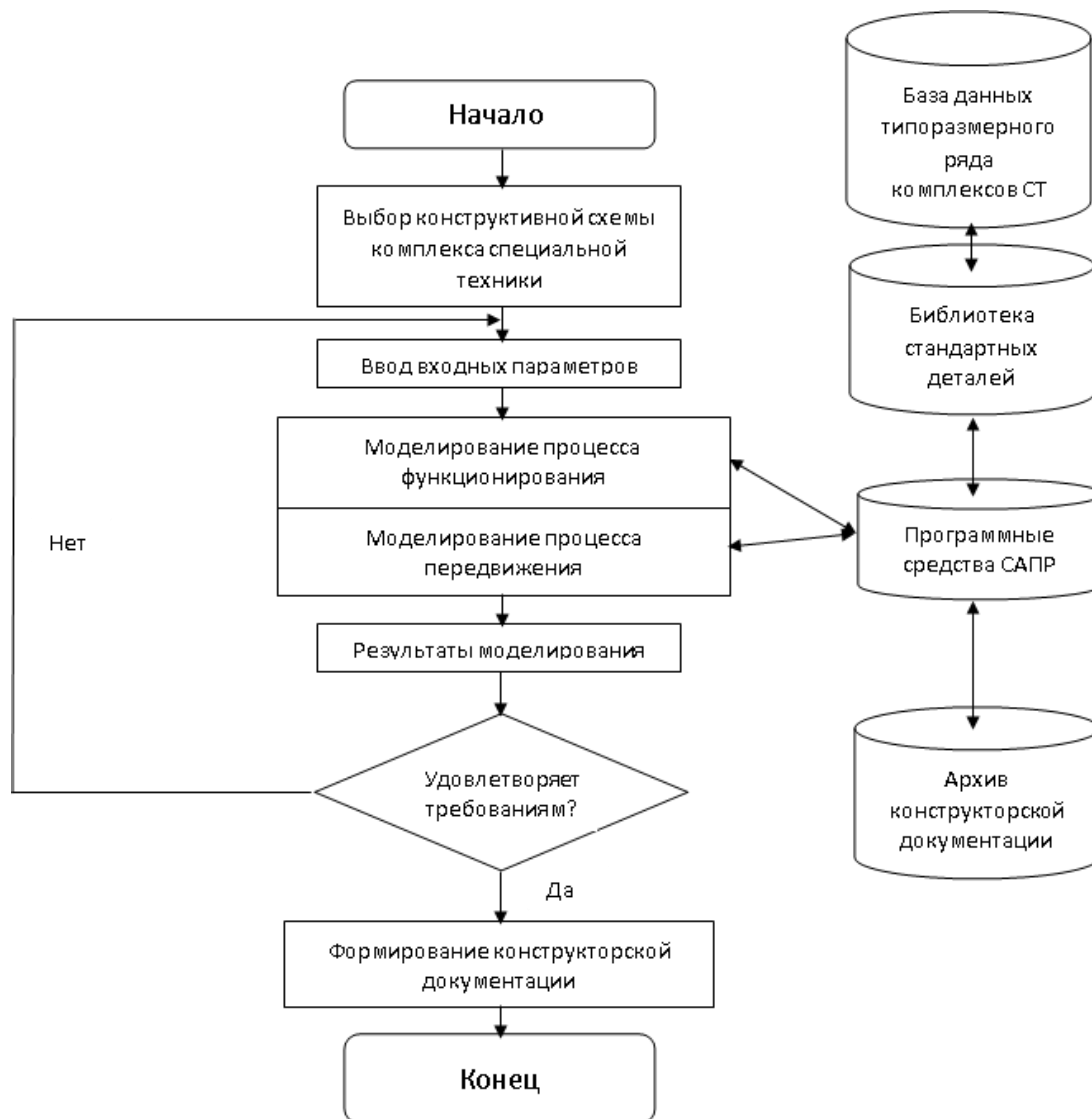 Начало
Выбор конструктивной схемы
комплекса специальной
техники
Ввод входных параметров
Моделирование процесса
функционирования
Моделирование процесса
передвижения
Результаты моделирования
Нет
Удовлетворяет
требованиям?
Да
Формирование конструкторской
документации
Конец
База данных
типоразмерного
ряда
комплексов СТ
Библиотека
стандартных
деталей
Программные
средства САПР
Архив
конструкторской
документации